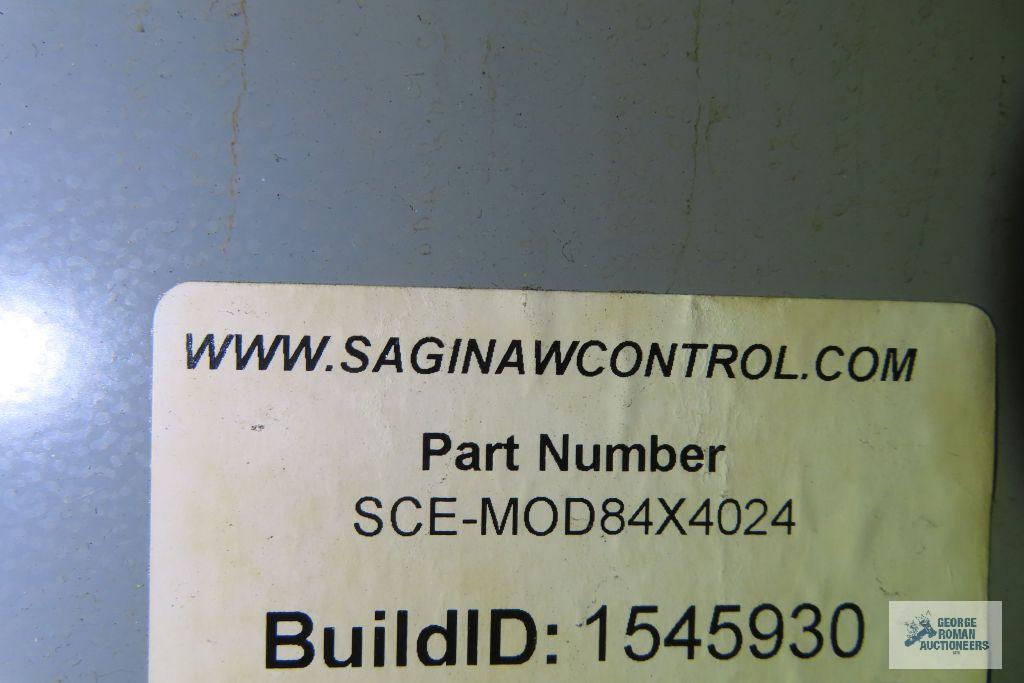 WWW.SAGINAWCONTROL.COM
Part Number
SCE-MOD84X4024
BuildID: 1545930
GEORGE
ROMAN
AUCTIONEERS